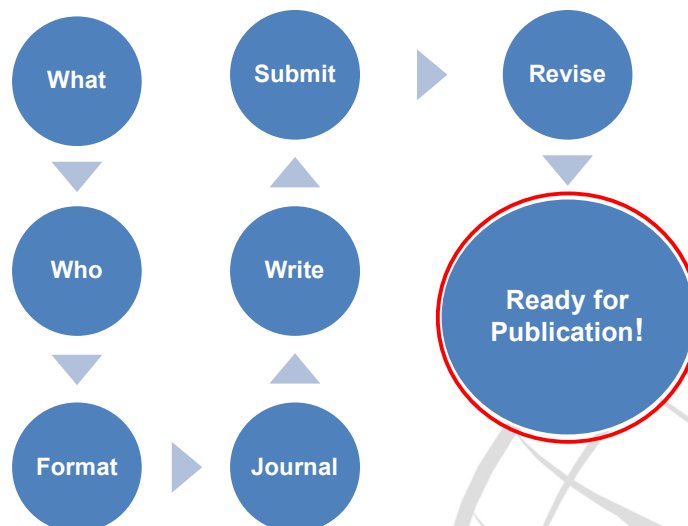 What
Who
Format
Journal
Write
Submit
Revise
Ready for
Publication!